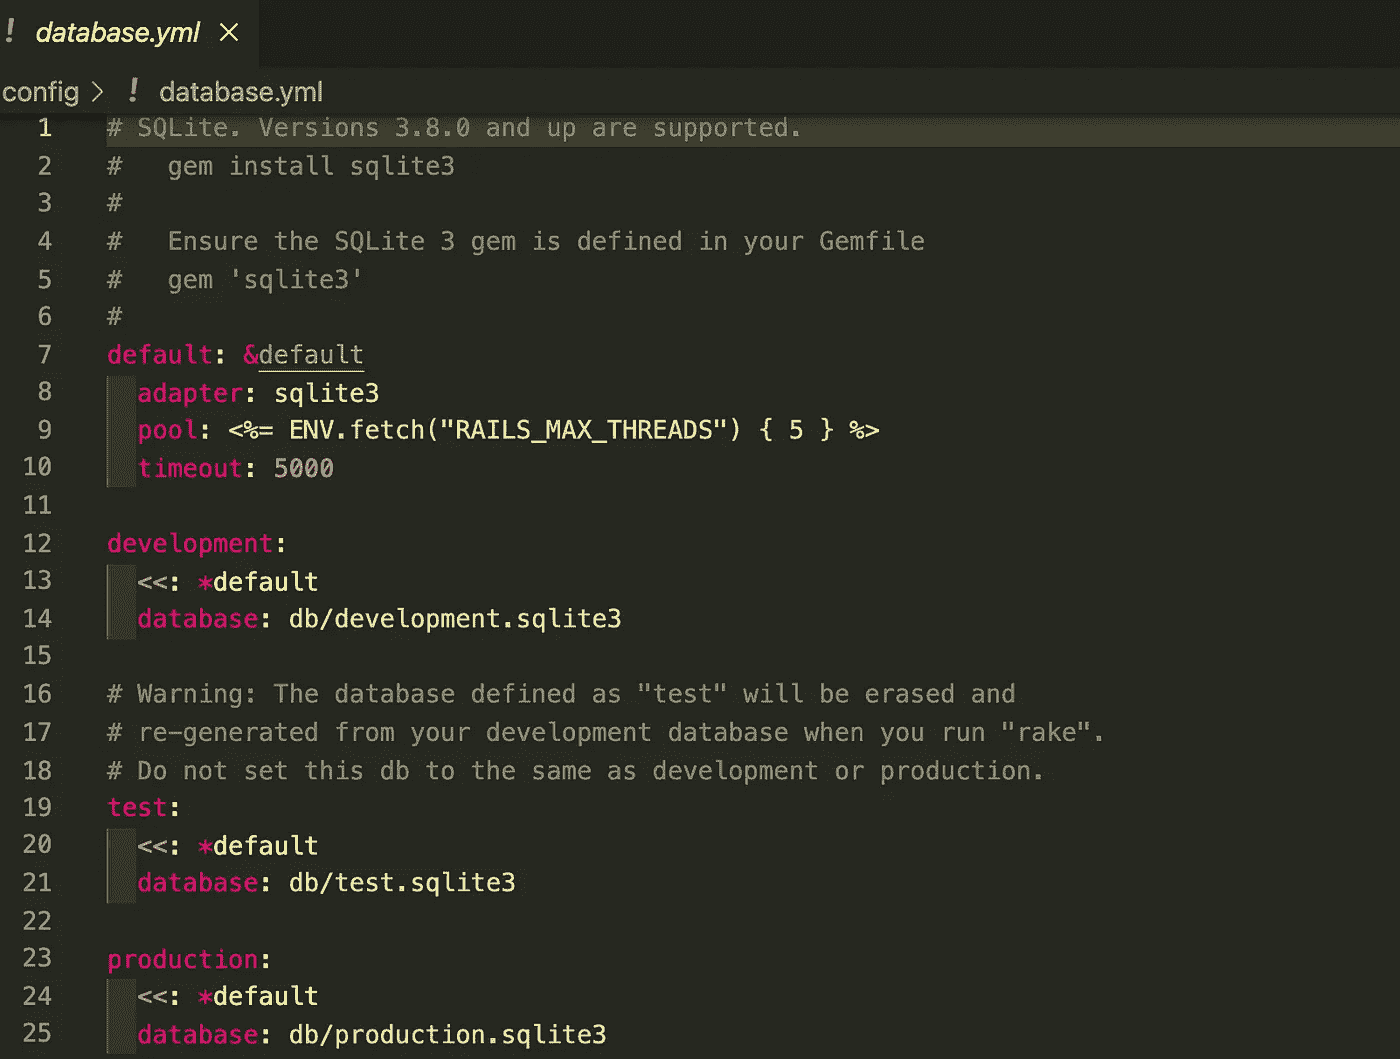 ! database.yml ×
config > ! database.yml
1 # SQLite. Versions 3.8.0 and up are supported.
2 #   gem install sqlite3
3 #
4 #   Ensure the SQLite 3 gem is defined in your Gemfile
5 #   gem 'sqlite3'
6 #
7 default: &default
8   adapter: sqlite3
9   pool: <%= ENV.fetch("RAILS_MAX_THREADS") { 5 } %>
10   timeout: 5000
11
12 development:
13   <<: *default
14   database: db/development.sqlite3
15
16 # Warning: The database defined as "test" will be erased and
17 # re-generated from your development database when you run "rake".
18 # Do not set this db to the same as development or production.
19 test:
20   <<: *default
21   database: db/test.sqlite3
22
23 production:
24   <<: *default
25   database: db/production.sqlite3